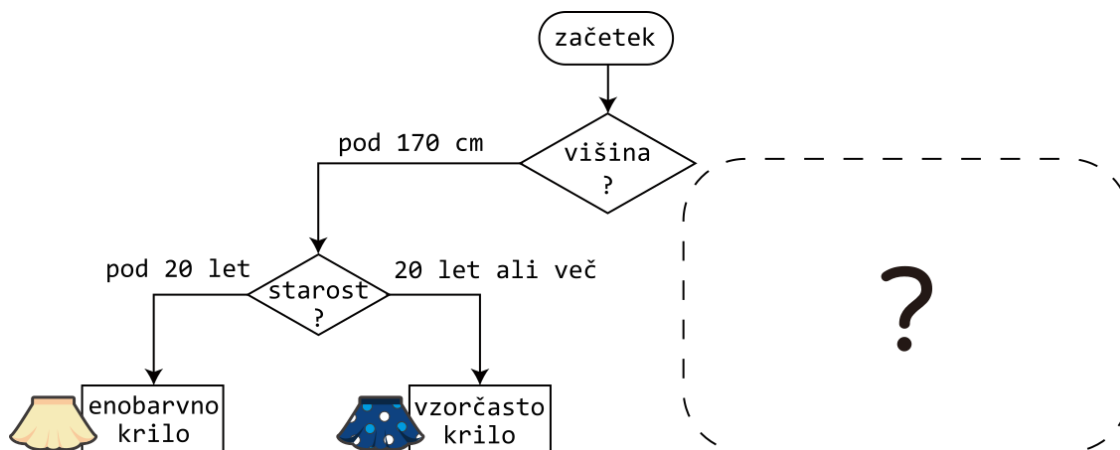 začetek
pod 170 cm
višina
?
pod 20 let
20 let ali več
starost
?
?
enobarvno
krilo
vzorčasto
krilo